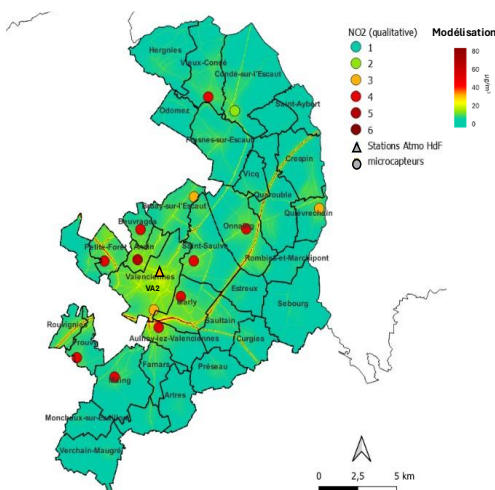 NO2 (qualitative)
1
2
3
4
5
6
Stations Atmo HdF
microcapteurs
Modélisation
80
60
40
20
0
µg/m³
Hergnies
Vieux-Condé
Condé-sur-l'Escaut
Odomez
Saint-Aybert
Fresnes-sur-Escaut
Crespin
Vicq
Quarouble
Bruay-sur-l'Escaut
Quiévrechain
Beuvrages
Onnaing
Petite-Forêt
Anzin
Saint-Saulve
Rombies-et-Marchipont
Valenciennes
VA2
Estreux
Marly
Sebourg
Rouvignies
Saultain
Prouvy
Aulnoy-lez-Valenciennes
Curgies
Famars
Préseau
Maing
Artres
Monchaux-sur-Écaillon
Verchain-Maugré
0 2,5 5 km